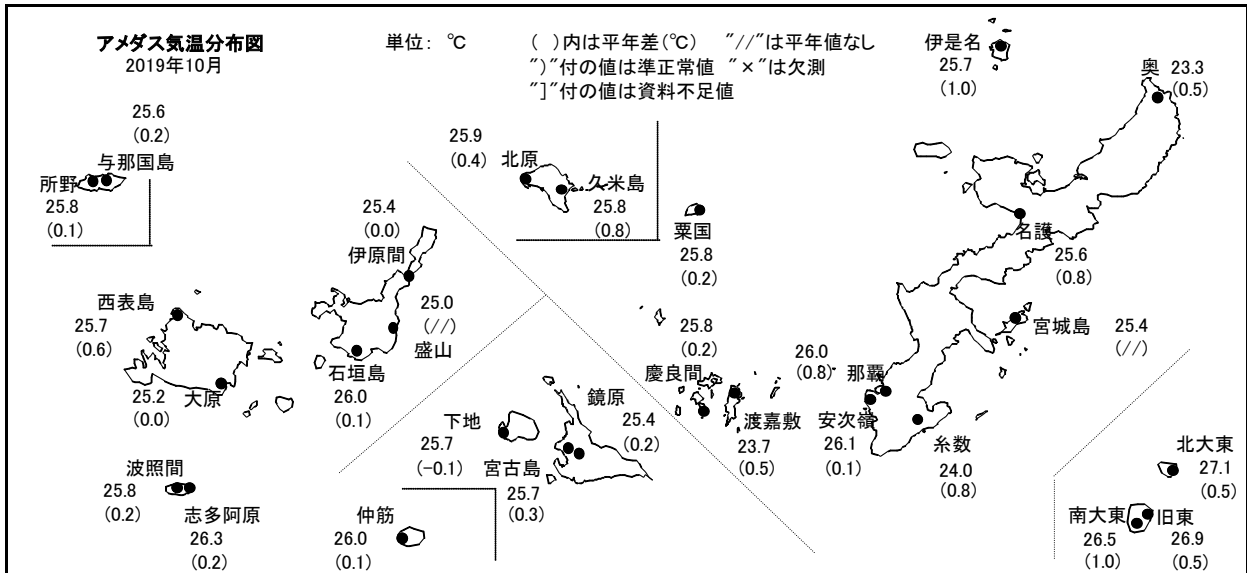 アメダス気温分布図
2019年10月
単位： ℃
（ ）内は平年差(℃) "//"は平年値なし
")"付の値は準正常値 "×"は欠測
"]"付の値は資料不足値
伊是名
25.7
(1.0)
奥
23.3
(0.5)
25.6
(0.2)
与那国島
所野
25.8
(0.1)
25.9
(0.4)
北原
久米島
25.8
(0.8)
粟国
25.8
(0.2)
名護
25.6
(0.8)
25.4
(0.0)
伊原間
25.0
(//)
盛山
西表島
25.7
(0.6)
石垣島
26.0
(0.1)
大原
25.2
(0.0)
宮城島
25.4
(//)
25.8
(0.2)
慶良間
渡嘉敷
23.7
(0.5)
26.0
(0.8)
那覇
安次嶺
26.1
(0.1)
糸数
24.0
(0.8)
下地
25.7
(−0.1)
鏡原
25.4
(0.2)
宮古島
25.7
(0.3)
波照間
25.8
(0.2)
志多阿原
26.3
(0.2)
仲筋
26.0
(0.1)
北大東
27.1
(0.5)
南大東
26.5
(1.0)
旧東
26.9
(0.5)